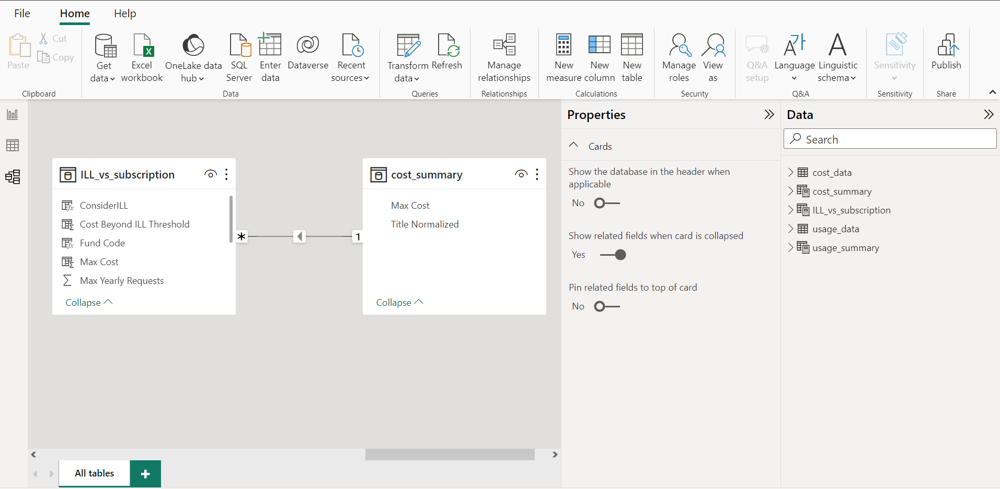 File
Home
Help
Paste
Cut
Copy
Clipboard
Get
data
Excel
workbook
OneLake data
hub
SQL
Server
Enter
data
Dataverse
Recent
sources
Data
Transform
data
Refresh
Queries
Manage
relationships
Relationships
New
measure
New
column
New
table
Calculations
Manage
roles
View
as
Security
Q&A
setup
Language
가
A
Linguistic
schema
A
Q&A
Sensitivity
Sensitivity
Publish
Share
ILL_vs_subscription
ConsiderILL
Cost Beyond ILL Threshold
Fund Code
Max Cost
Max Yearly Requests
Collapse
*
1
cost_summary
Max Cost
Title Normalized
Collapse
All tables
+
Properties
Cards
Show the database in the header when
applicable
No
Show related fields when card is collapsed
Yes
Pin related fields to top of card
No
Data
Search
cost_data
cost_summary
ILL_vs_subscription
usage_data
usage_summary